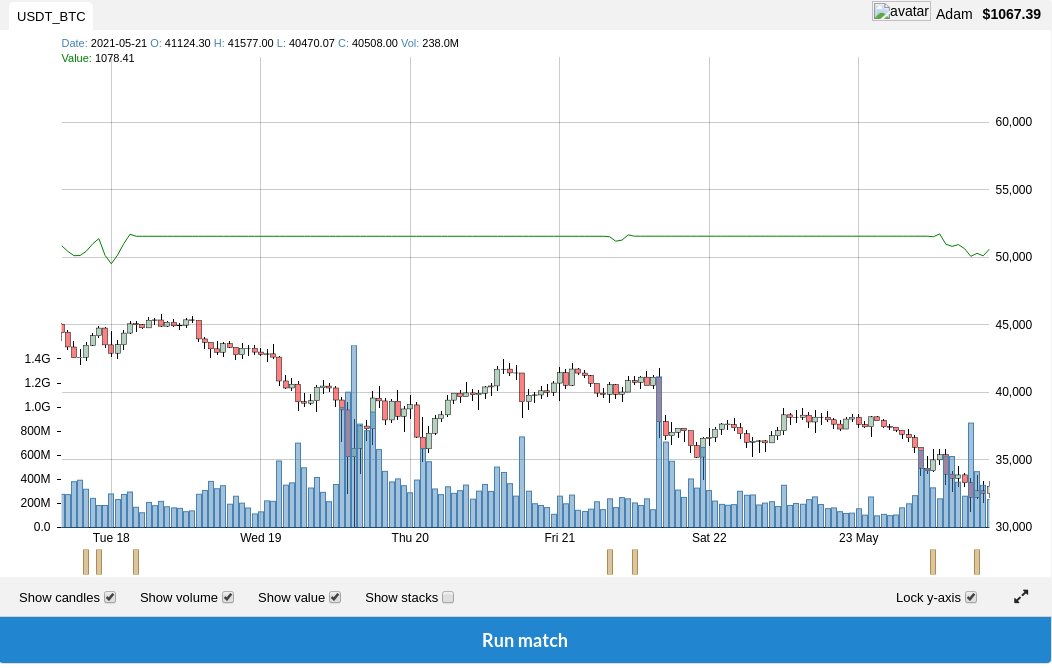 USDT_BTC
avatar Adam $1067.39
Date: 2021-05-21 O: 41124.30 H: 41577.00 L: 40470.07 C: 40508.00 Vol: 238.0M
Value: 1078.41
60,000
55,000
50,000
45,000
1.4G
1.2G
40,000
1.0G
800M
35,000
600M
400M
200M
0.0
30,000
Tue 18 Wed 19 Thu 20 Fri 21 Sat 22 23 May
Show candles Show volume Show value Show stacks Lock y-axis
Run match